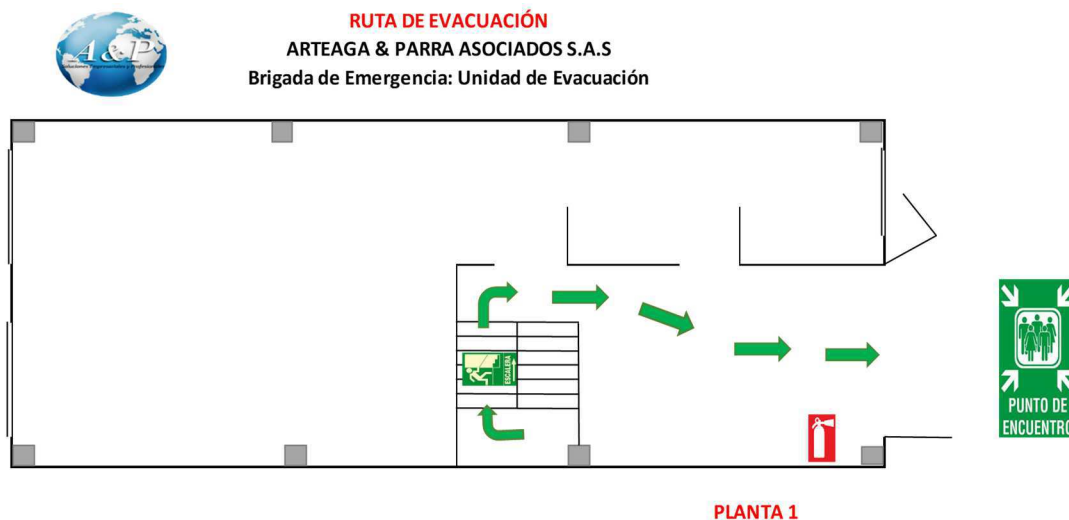 RUTA DE EVACUACIÓN
ARTEAGA & PARRA ASOCIADOS S.A.S
Brigada de Emergencia: Unidad de Evacuación
A&P
ESCALERA
PUNTO DE
ENCUENTRO
PLANTA 1